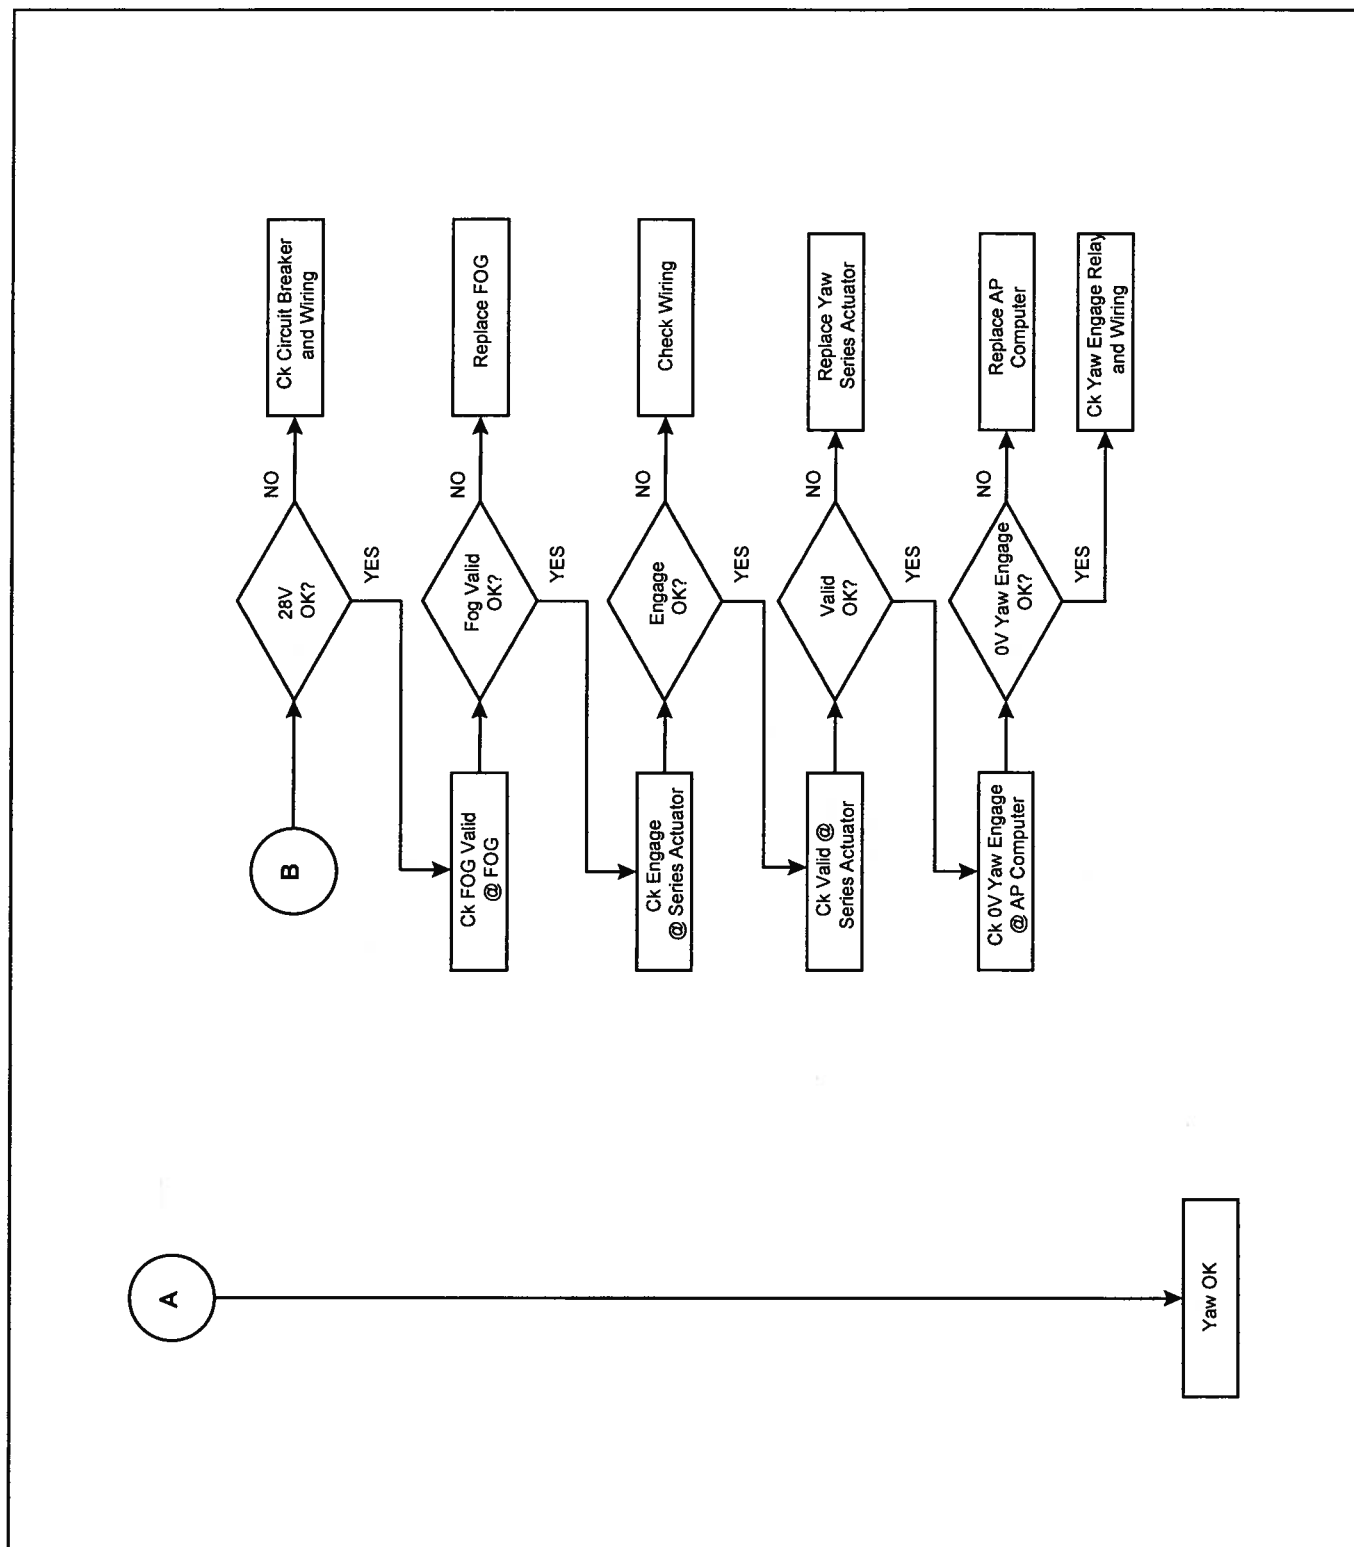 A
Yaw OK
B
28V
OK?
NO
Ck Circuit Breaker
and Wiring
YES
Ck FOG Valid
@ FOG
Fog Valid
OK?
NO
Replace FOG
YES
Ck Engage
@ Series Actuator
Engage
OK?
NO
Check Wiring
YES
Ck Valid @
Series Actuator
Valid
OK?
NO
Replace Yaw
Series Actuator
YES
Ck 0V Yaw Engage
@ AP Computer
0V Yaw Engage
OK?
NO
Replace AP
Computer
YES
Ck Yaw Engage Relay
and Wiring